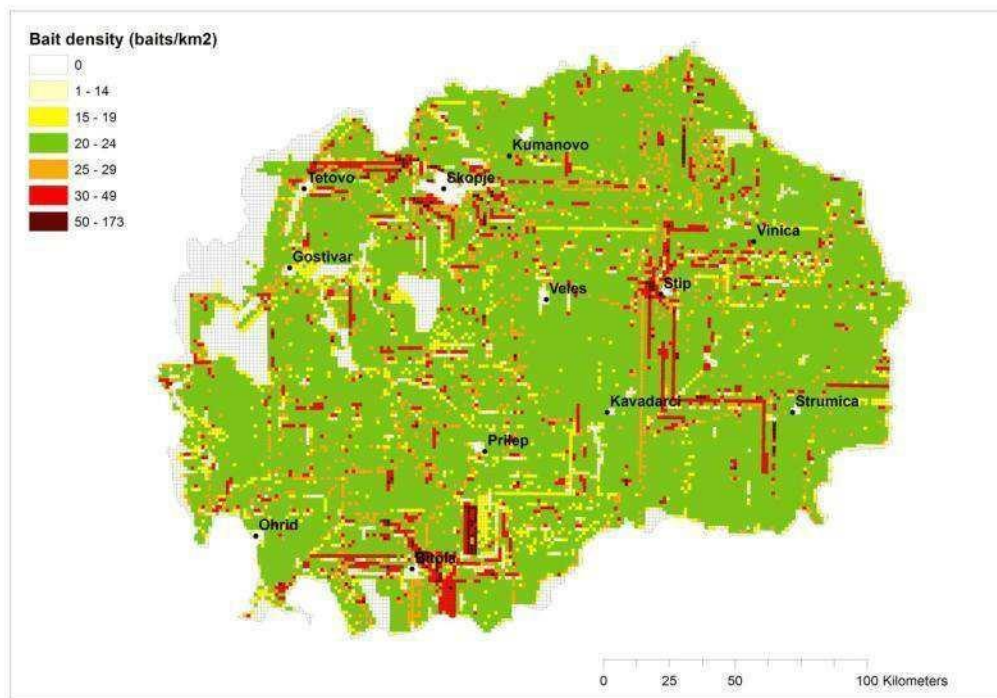 Bait density (baits/km2)
0
1 - 14
15 - 19
20 - 24
25 - 29
30 - 49
50 - 173
Kumanovo
Tetovo
Skopje
Vinica
Gostivar
Veles
Stip
Kavadarci
Strumica
Prilep
Ohrid
Bitola
0 25 50 100 Kilometers